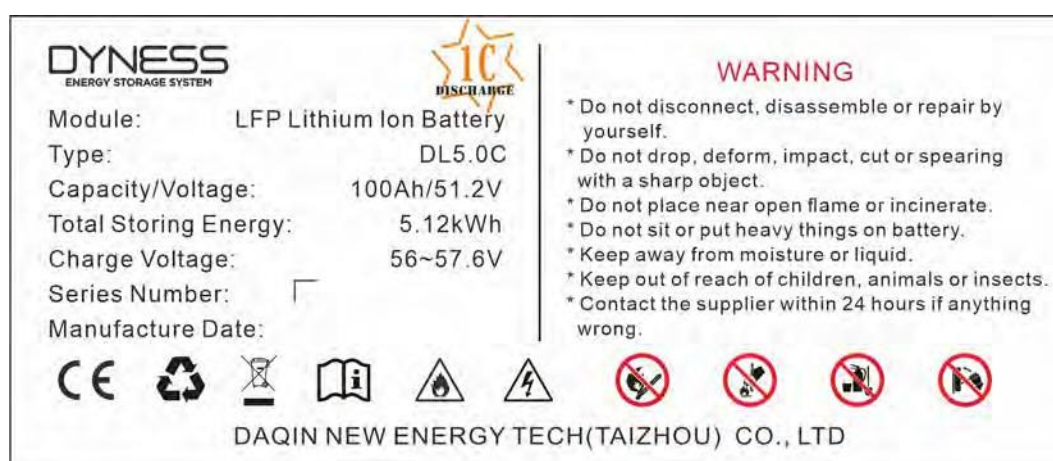 DYNESS
ENERGY STORAGE SYSTEM
1C
DISCHARGE
Module: LFP Lithium Ion Battery
Type: DL5.0C
Capacity/Voltage: 100Ah/51.2V
Total Storing Energy: 5.12kWh
Charge Voltage: 56~57.6V
Series Number:
Manufacture Date:
WARNING
* Do not disconnect, disassemble or repair by
yourself.
* Do not drop, deform, impact, cut or spearing
with a sharp object.
* Do not place near open flame or incinerate.
* Do not sit or put heavy things on battery.
* Keep away from moisture or liquid.
* Keep out of reach of children, animals or insects.
* Contact the supplier within 24 hours if anything
wrong.
CE
i
DAQIN NEW ENERGY TECH(TAIZHOU) CO., LTD